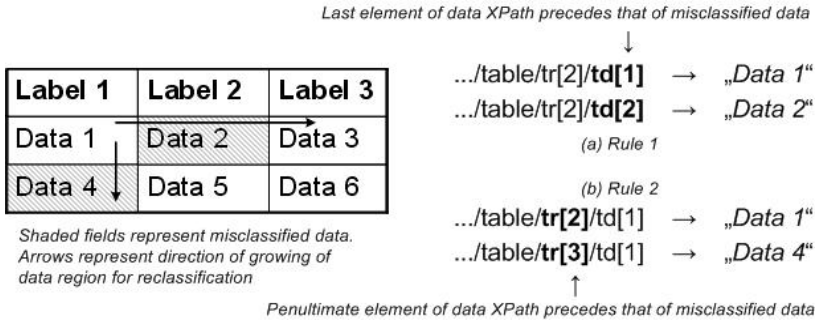 Last element of data XPath precedes that of misclassified data
↓
Label 1 Label 2 Label 3
Data 1 Data 2 Data 3
Data 4 Data 5 Data 6
Shaded fields represent misclassified data.
Arrows represent direction of growing of
data region for reclassification
.../table/tr[2]/td[1] → „Data 1“
.../table/tr[2]/td[2] → „Data 2“
(a) Rule 1
(b) Rule 2
.../table/tr[2]/td[1] → „Data 1“
.../table/tr[3]/td[1] → „Data 4“
↑
Penultimate element of data XPath precedes that of misclassified data